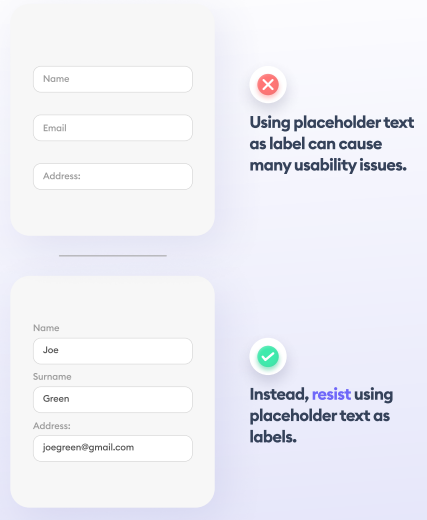 Name
Email
Address:
Using placeholder text
as label can cause
many usability issues.
Name
Joe
Surname
Green
Address:
joegreen@gmail.com
Instead, resist using
placeholder text as
labels.